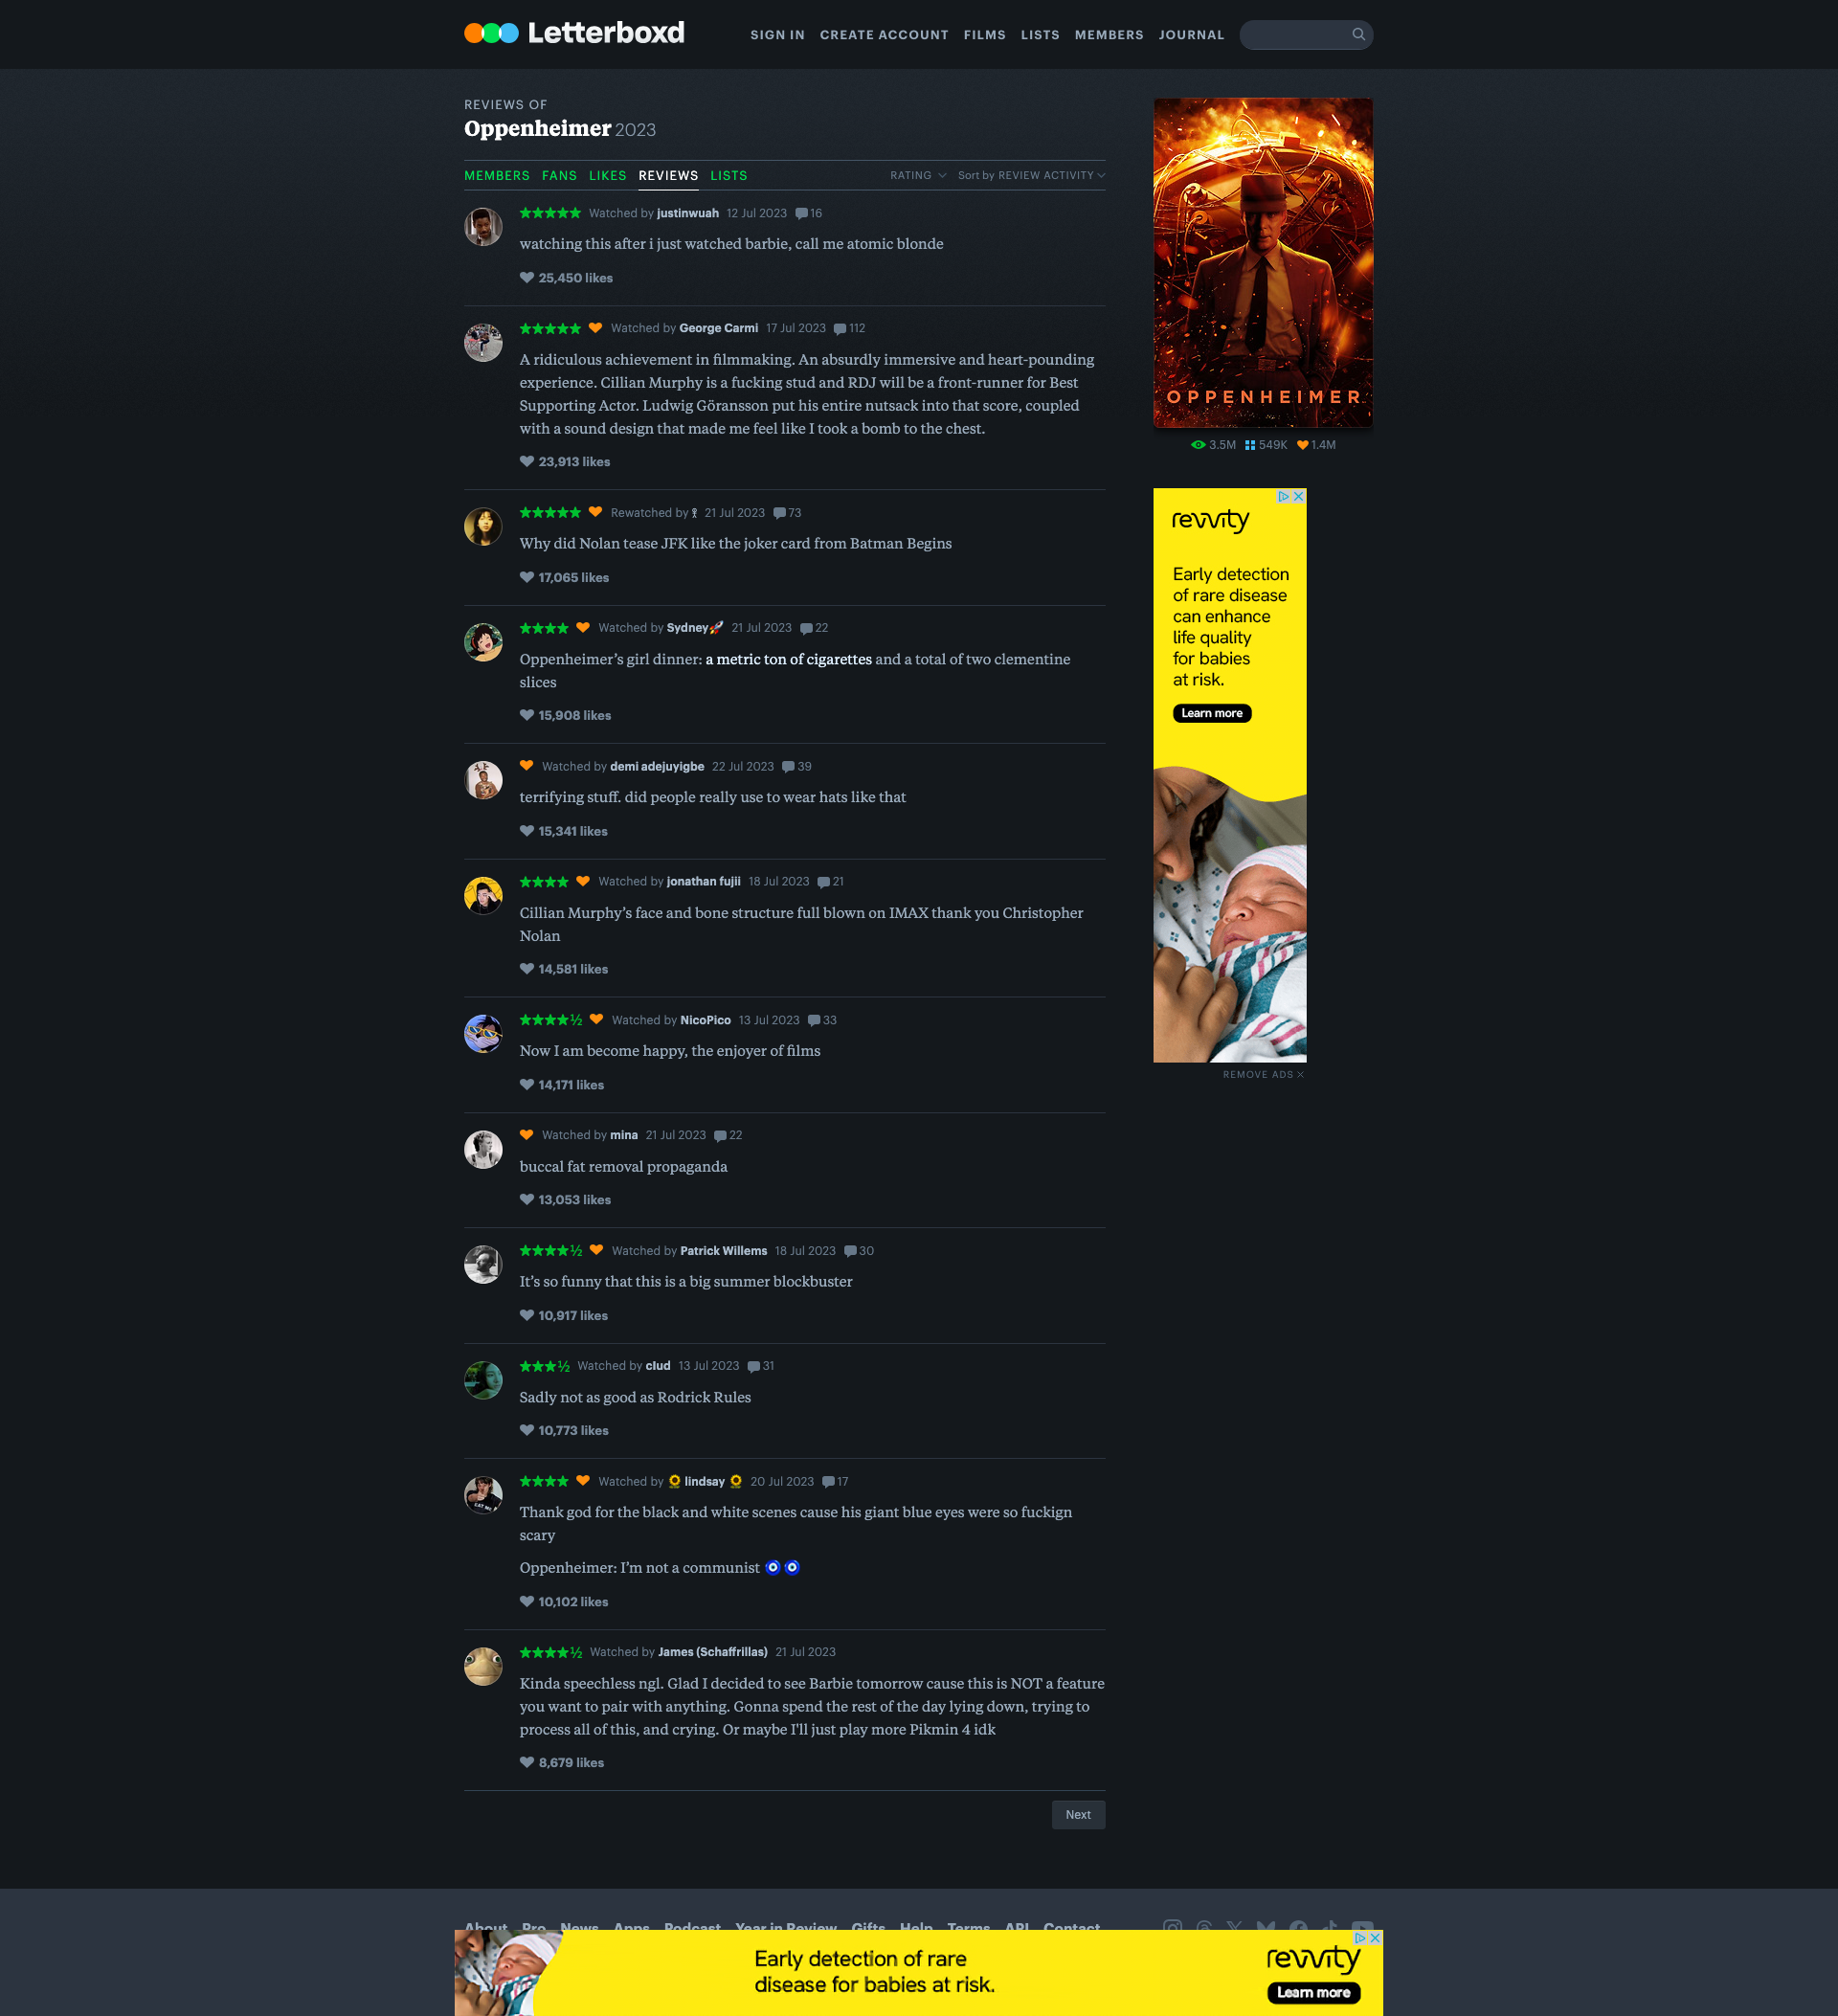 Letterboxd
SIGN IN CREATE ACCOUNT FILMS LISTS MEMBERS JOURNAL
REVIEWS OF
Oppenheimer 2023
MEMBERS FANS LIKES REVIEWS LISTS
RATING Sort by REVIEW ACTIVITY
★★★★★ Watched by justinwuah 12 Jul 2023 16
watching this after i just watched barbie, call me atomic blonde
25,450 likes
★★★★★ Watched by George Carmi 17 Jul 2023 112
A ridiculous achievement in filmmaking. An absurdly immersive and heart-pounding
experience. Cillian Murphy is a fucking stud and RDJ will be a front-runner for Best
Supporting Actor. Ludwig Göransson put his entire nutsack into that score, coupled
with a sound design that made me feel like I took a bomb to the chest.
23,913 likes
★★★★★ Rewatched by 21 Jul 2023 73
Why did Nolan tease JFK like the joker card from Batman Begins
17,065 likes
★★★★ Watched by Sydney🚀 21 Jul 2023 22
Oppenheimer’s girl dinner: a metric ton of cigarettes and a total of two clementine
slices
15,908 likes
Watched by demi adejuyigbe 22 Jul 2023 39
terrifying stuff. did people really use to wear hats like that
15,341 likes
★★★★ Watched by jonathan fujii 18 Jul 2023 21
Cillian Murphy’s face and bone structure full blown on IMAX thank you Christopher
Nolan
14,581 likes
★★★★½ Watched by NicoPico 13 Jul 2023 33
Now I am become happy, the enjoyer of films
14,171 likes
Watched by mina 21 Jul 2023 22
buccal fat removal propaganda
13,053 likes
★★★★½ Watched by Patrick Willems 18 Jul 2023 30
It’s so funny that this is a big summer blockbuster
10,917 likes
★★★½ Watched by clud 13 Jul 2023 31
Sadly not as good as Rodrick Rules
10,773 likes
★★★★ Watched by 🌻 lindsay 🌻 20 Jul 2023 17
Thank god for the black and white scenes cause his giant blue eyes were so fuckign
scary
Oppenheimer: I’m not a communist 🧿🧿
10,102 likes
★★★★½ Watched by James (Schaffrillas) 21 Jul 2023
Kinda speechless ngl. Glad I decided to see Barbie tomorrow cause this is NOT a feature
you want to pair with anything. Gonna spend the rest of the day lying down, trying to
process all of this, and crying. Or maybe I'll just play more Pikmin 4 idk
8,679 likes
Next
OPPENHEIMER
3.5M 549K 1.4M
revvity
Early detection
of rare disease
can enhance
life quality
for babies
at risk.
Learn more
REMOVE ADS
About Pro News Apps Podcast Year in Review Gifts Help Terms API Contact
Early detection of rare
disease for babies at risk.
revvity
Learn more